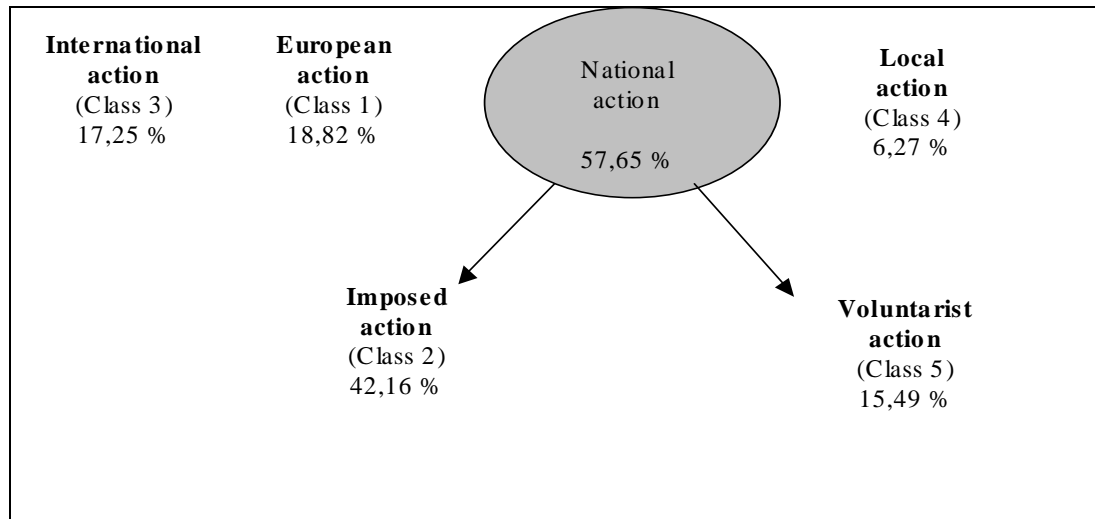 International
action
(Class 3)
17,25 %
European
action
(Class 1)
18,82 %
National
action
57,65 %
Local
action
(Class 4)
6,27 %
Imposed
action
(Class 2)
42,16 %
Voluntarist
action
(Class 5)
15,49 %